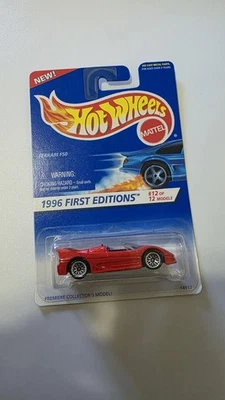 NEW!
Hot Wheels
MATTEL
FERRARI F50
WARNING:
CHOKING HAZARD - Small parts.
1996 FIRST EDITIONS
#12 OF
12 MODELS
PREMIERE COLLECTOR'S MODEL!